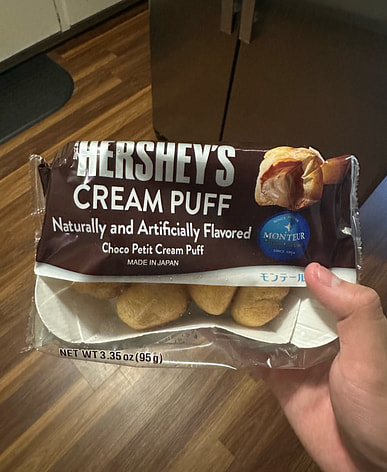 HERSHEY'S
CREAM PUFF
Naturally and Artificially Flavored
Choco Petit Cream Puff
MADE IN JAPAN
MONTEUR
モンテール
NET WT 3.35 oz (95g)